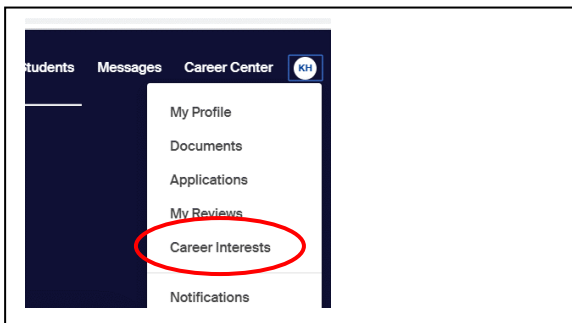 Students Messages Career Center KH
My Profile
Documents
Applications
My Reviews
Career Interests
Notifications